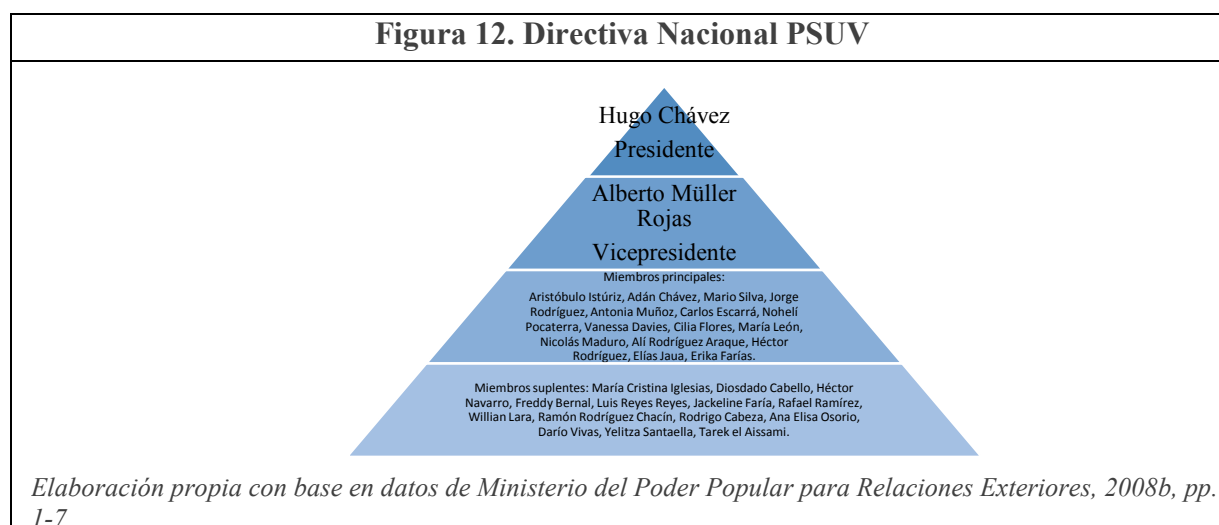 Figura 12. Directiva Nacional PSUV
Hugo Chávez
Presidente
Alberto Müller
Rojas
Vicepresidente
Miembros principales:
Aristóbulo Istúriz, Adán Chávez, Mario Silva, Jorge
Rodríguez, Antonia Muñoz, Carlos Escarrá, Nohelí
Pocaterra, Vanessa Davies, Cilia Flores, María León,
Nicolás Maduro, Alí Rodríguez Araque, Héctor
Rodríguez, Elías Jaua, Erika Farías.
Miembros suplentes: María Cristina Iglesias, Diosdado Cabello, Héctor
Navarro, Freddy Bernal, Luis Reyes Reyes, Jackeline Faría, Rafael Ramírez,
Willian Lara, Ramón Rodríguez Chacín, Rodrigo Cabeza, Ana Elisa Osorio,
Darío Vivas, Yelitza Santaella, Tarek el Aissami.
Elaboración propia con base en datos de Ministerio del Poder Popular para Relaciones Exteriores, 2008b, pp.
1-7